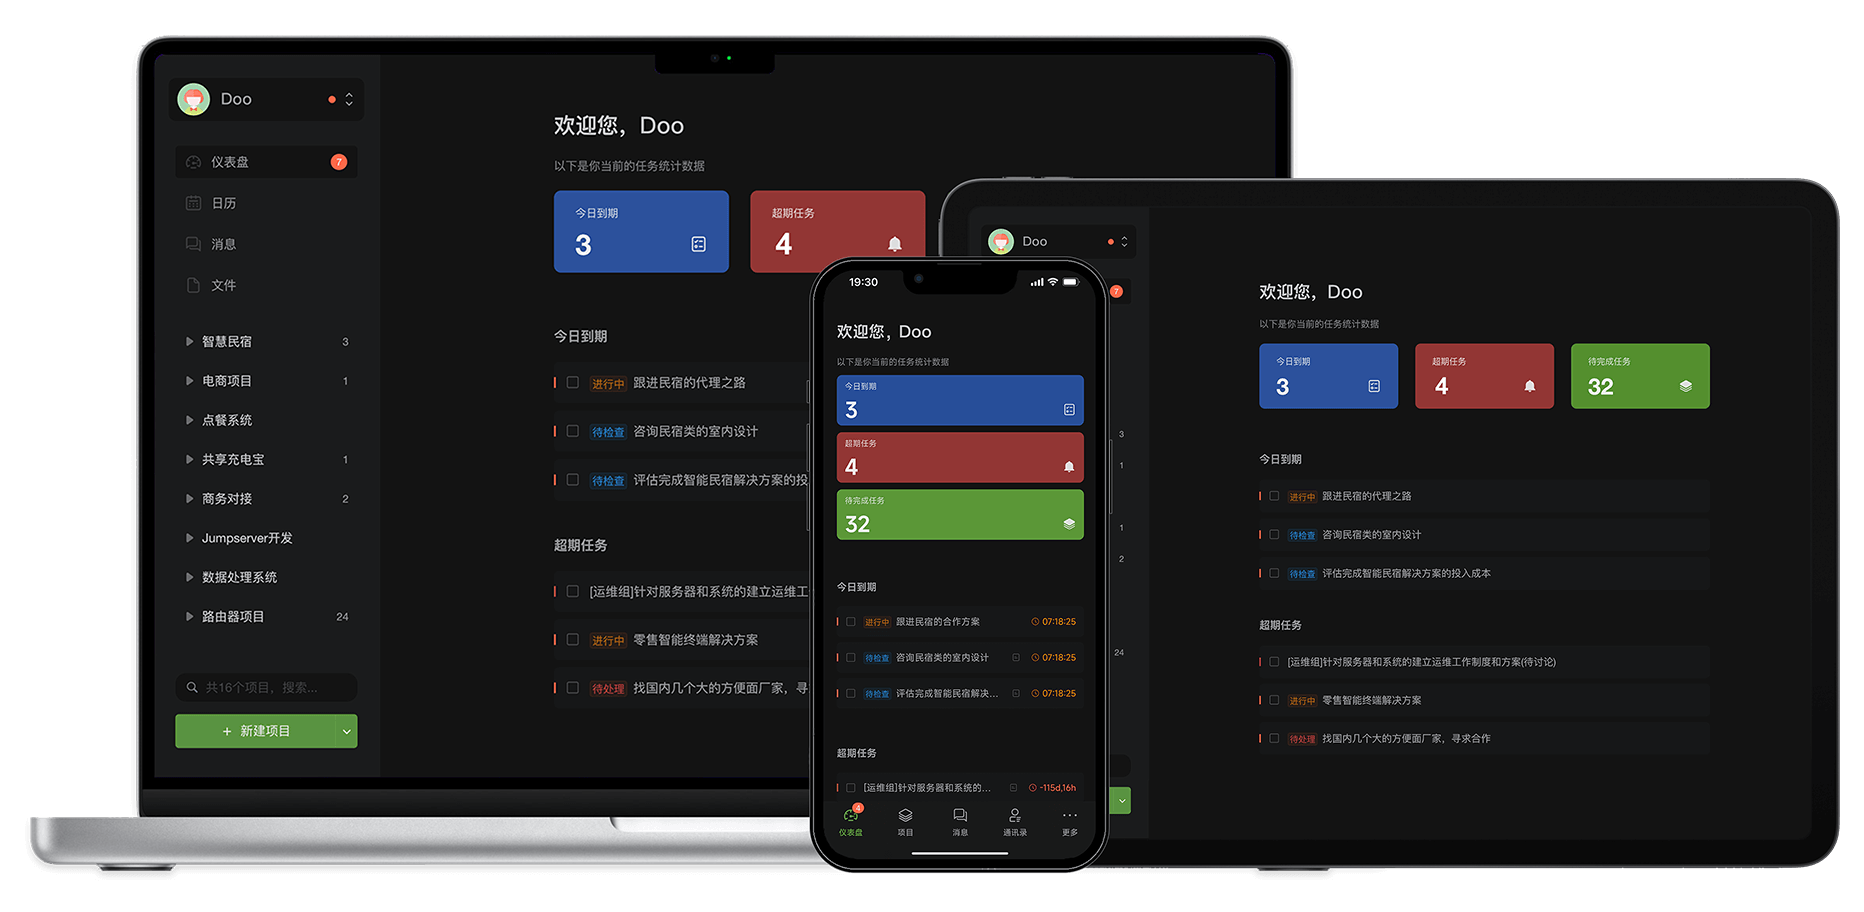 Doo
仪表盘 7
日历
消息
文件
智慧民宿 3
电商项目 1
点餐系统
共享充电宝 1
商务对接 2
Jumpserver开发
数据处理系统
路由器项目 24
共16个项目，搜索...
+ 新建项目
欢迎您，Doo
以下是你当前的任务统计数据
今日到期
3
超期任务
4
今日到期
进行中 跟进民宿的代理之路
待检查 咨询民宿类的室内设计
待检查 评估完成智能民宿解决方案的投
超期任务
[运维组]针对服务器和系统的建立运维工
进行中 零售智能终端解决方案
待处理 找国内几个大的方便面厂家，寻
19:30
欢迎您，Doo
以下是你当前的任务统计数据
今日到期
3
超期任务
4
待完成任务
32
今日到期
进行中 跟进民宿的合作方案 07:18:25
待检查 咨询民宿类的室内设计 07:18:25
待检查 评估完成智能民宿解决... 07:18:25
超期任务
[运维组]针对服务器和系统的... -115d,16h
4
仪表盘 项目 消息 通讯录 更多
Doo
7
3
1
1
2
24
欢迎您，Doo
以下是你当前的任务统计数据
今日到期
3
超期任务
4
待完成任务
32
今日到期
进行中 跟进民宿的代理之路
待检查 咨询民宿类的室内设计
待检查 评估完成智能民宿解决方案的投入成本
超期任务
[运维组]针对服务器和系统的建立运维工作制度和方案(待讨论)
进行中 零售智能终端解决方案
待处理 找国内几个大的方便面厂家，寻求合作